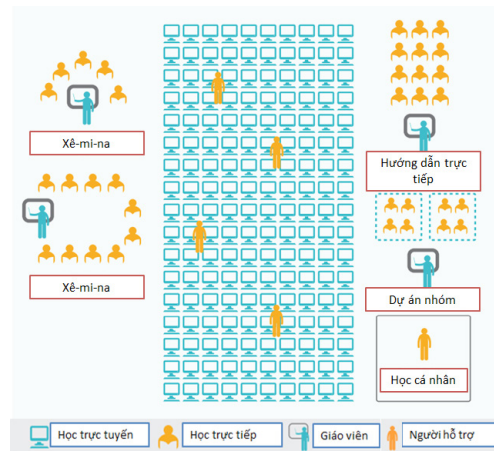 Xê-mi-na
Xê-mi-na
Hướng dẫn trực
tiếp
Dự án nhóm
Học cá nhân
Học trực tuyến
Học trực tiếp
Giáo viên
Người hỗ trợ